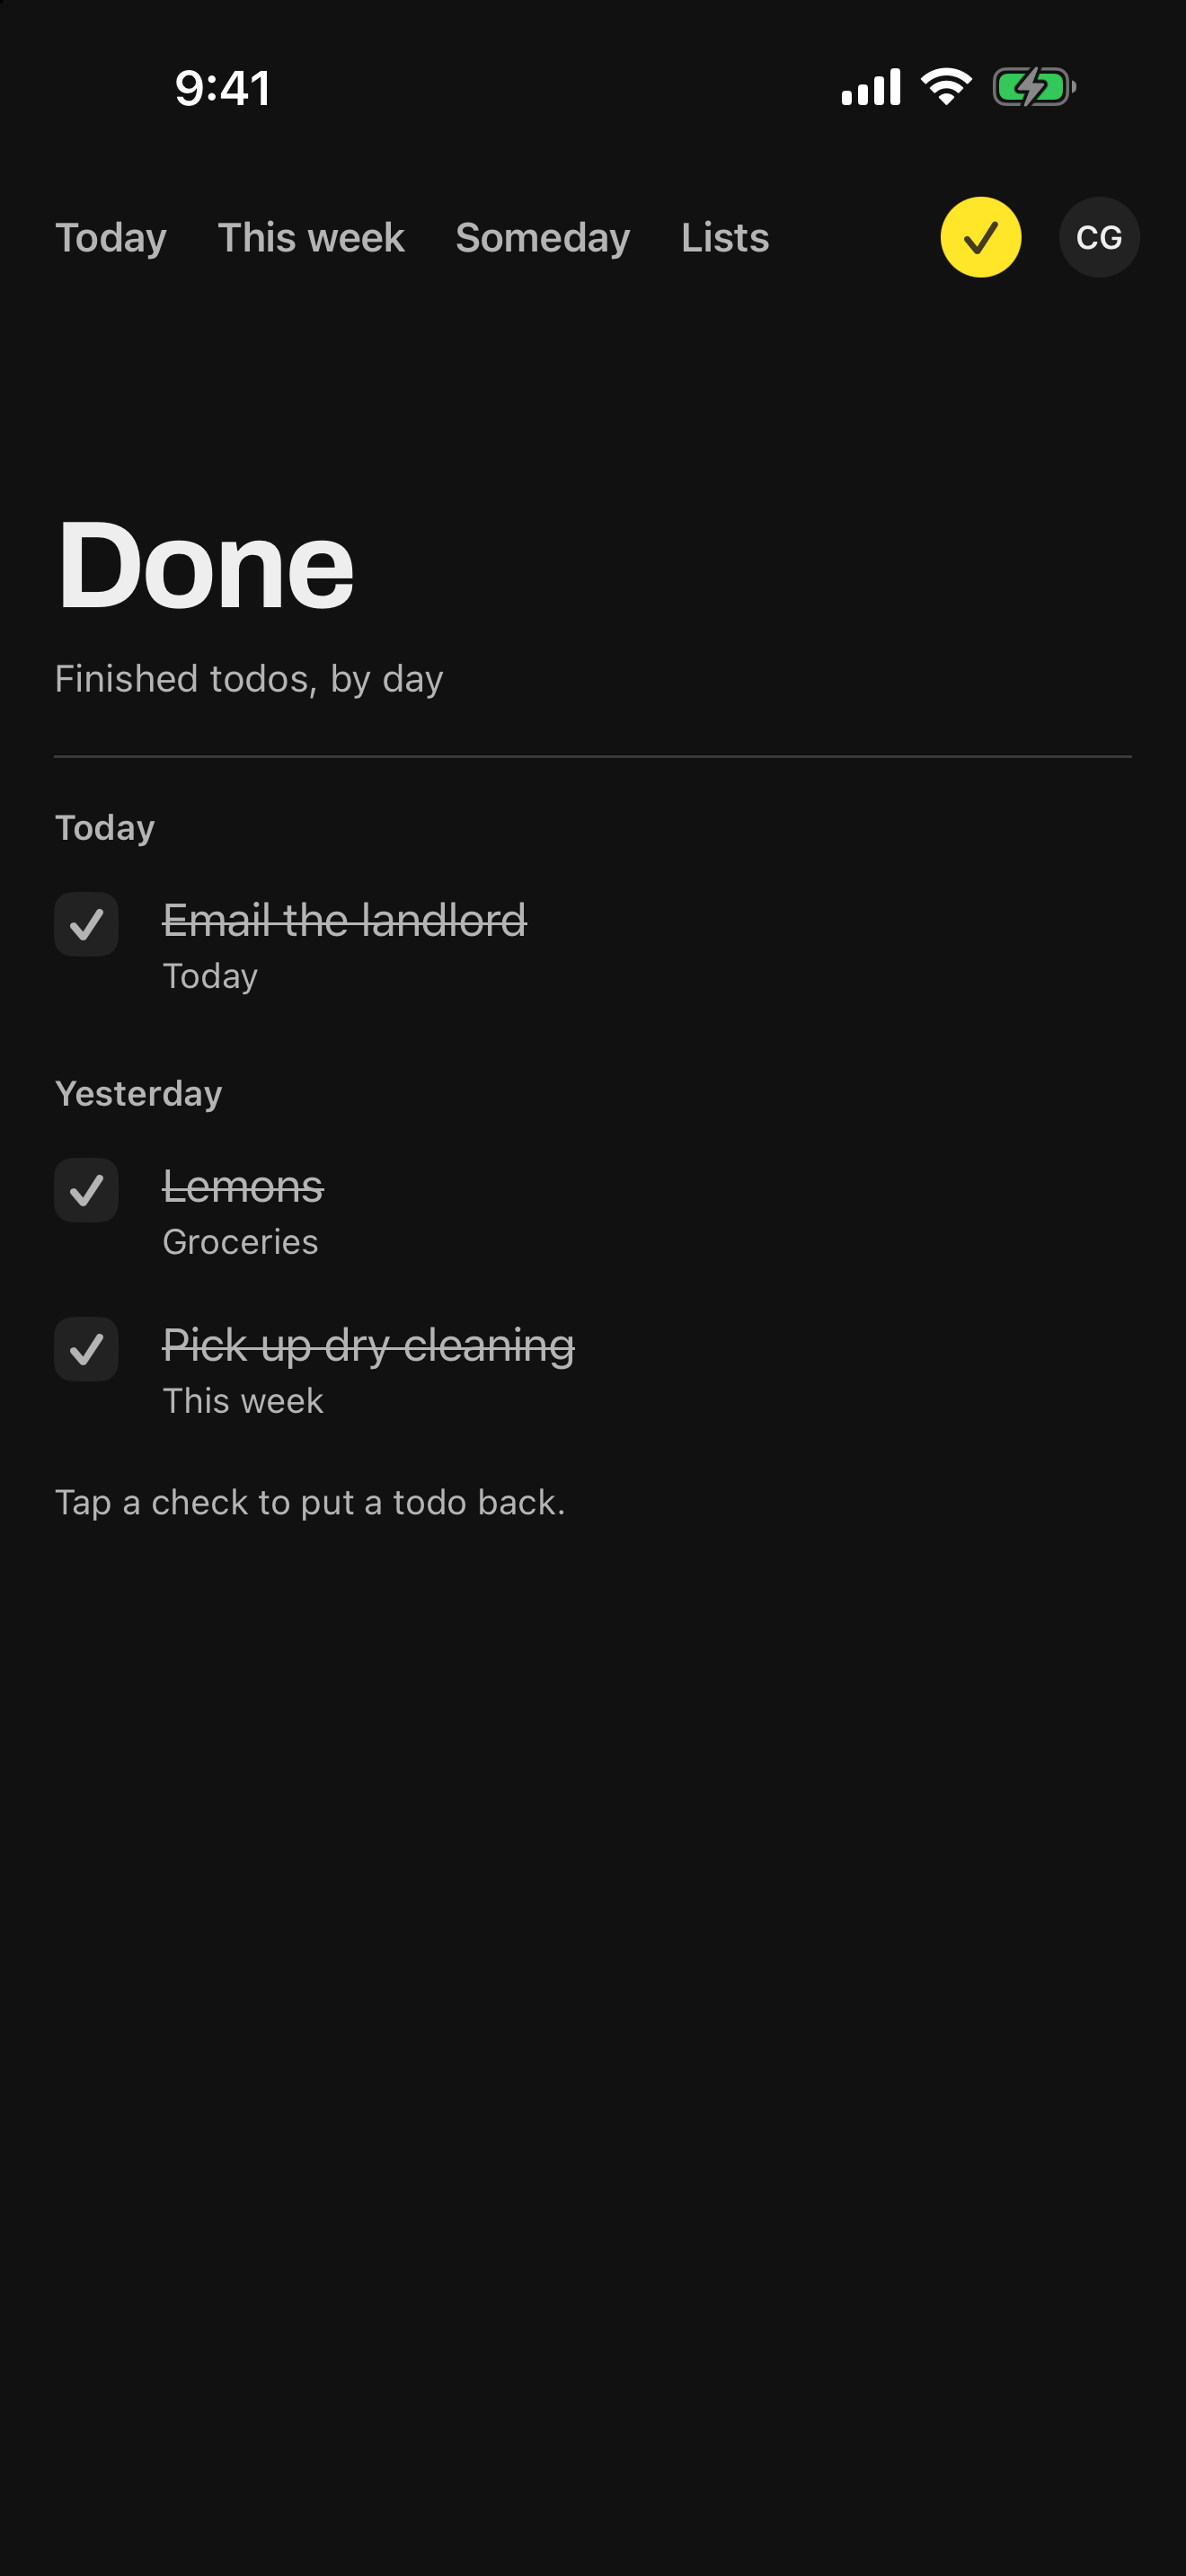 9:41
Today This week Someday Lists CG
Done
Finished todos, by day
Today
Email the landlord
Today
Yesterday
Lemons
Groceries
Pick up dry cleaning
This week
Tap a check to put a todo back.